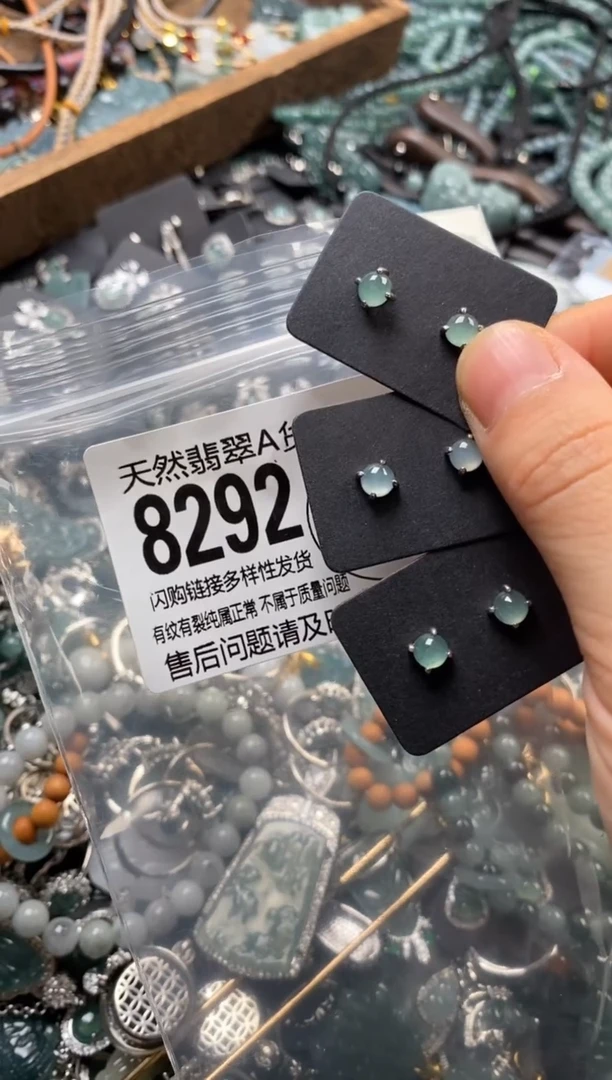 天然翡翠A货
8292
闪购链接多样性发货
有纹有裂纯属正常 不属于质量问题
售后问题请及